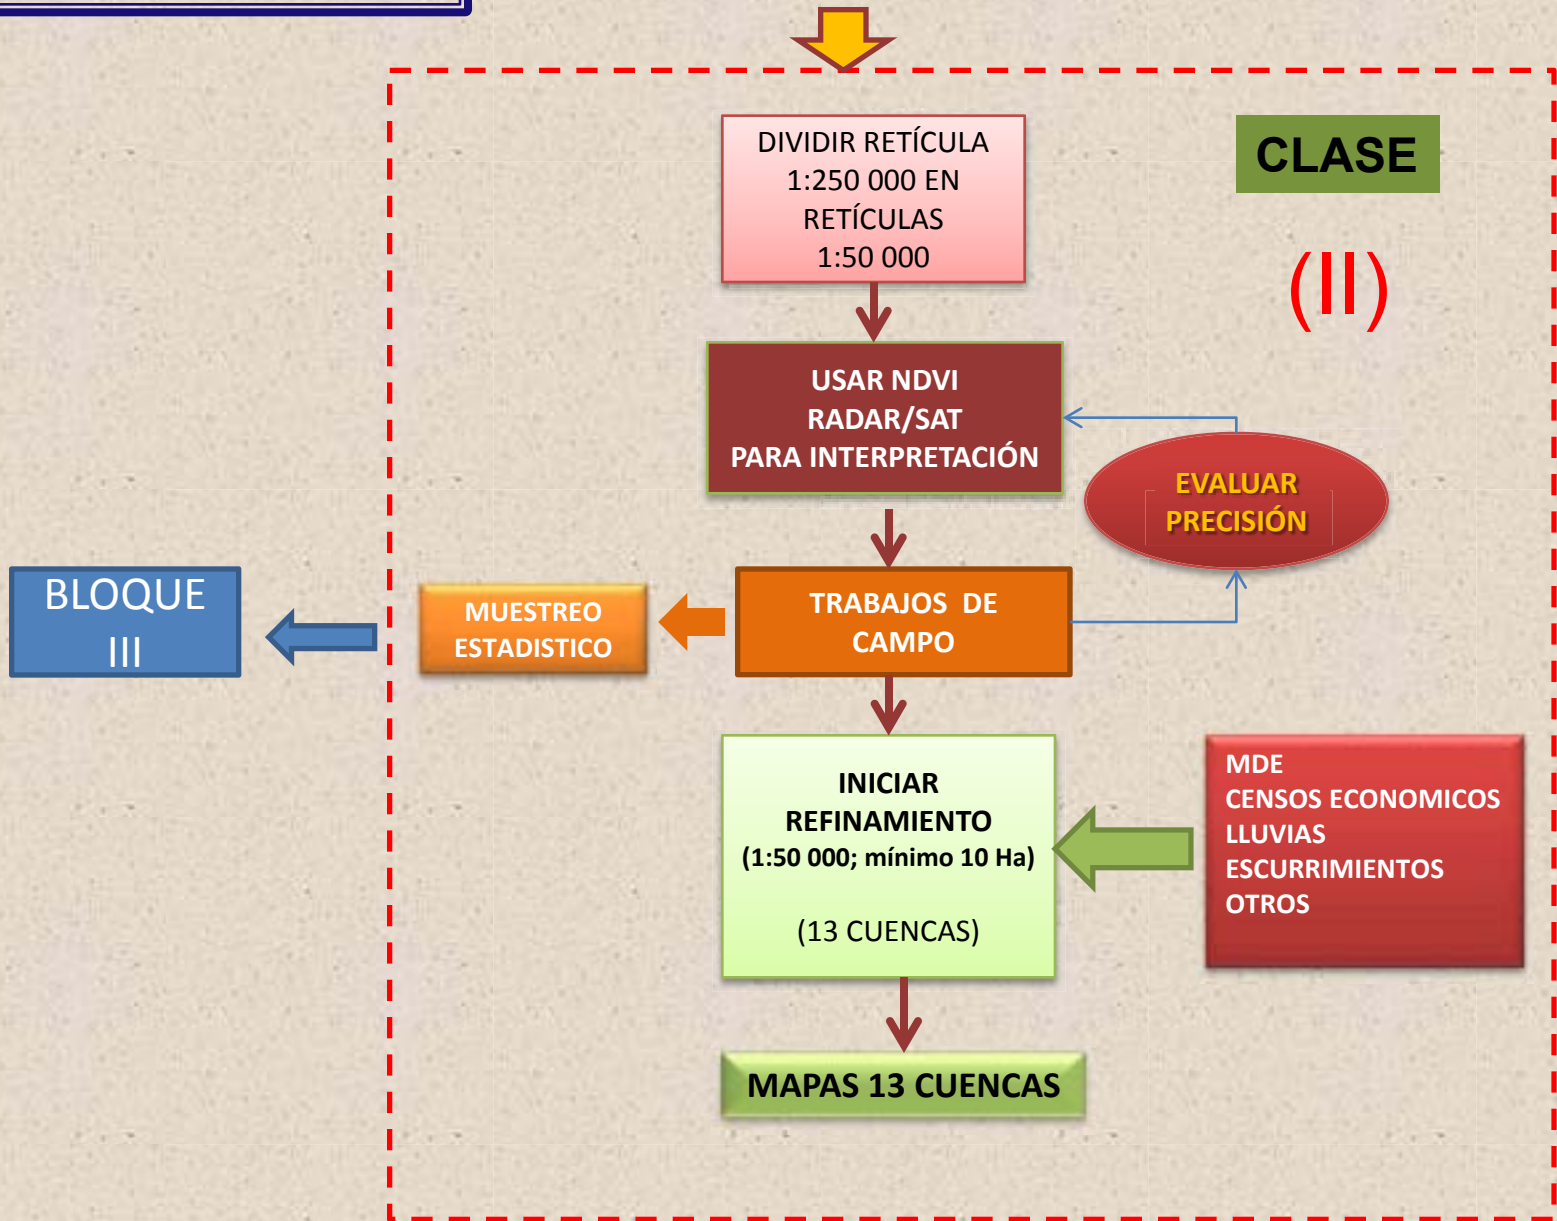 DIVIDIR RETÍCULA
1:250 000 EN
RETÍCULAS
1:50 000
CLASE
(II)
USAR NDVI
RADAR/SAT
PARA INTERPRETACIÓN
EVALUAR
PRECISIÓN
BLOQUE
III
MUESTREO
ESTADISTICO
TRABAJOS DE
CAMPO
INICIAR
REFINAMIENTO
(1:50 000; mínimo 10 Ha)
(13 CUENCAS)
MDE
CENSOS ECONOMICOS
LLUVIAS
ESCURRIMIENTOS
OTROS
MAPAS 13 CUENCAS